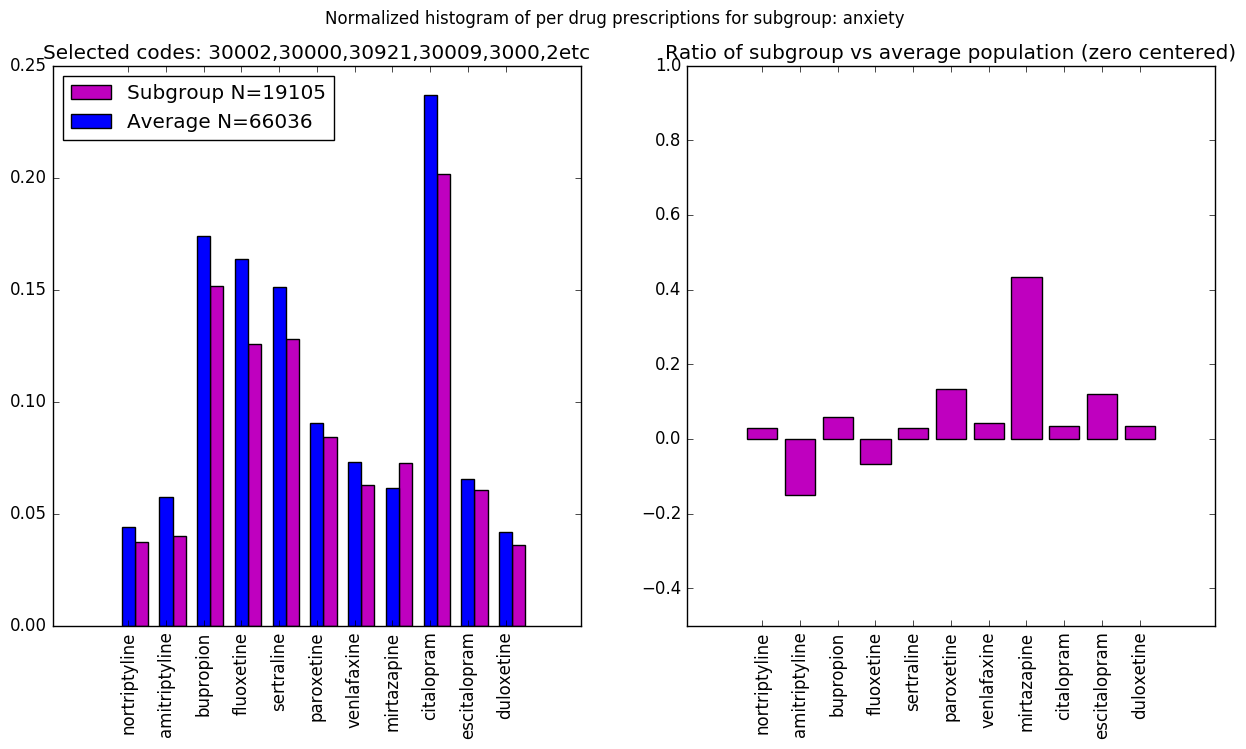 Normalized histogram of per drug prescriptions for subgroup: anxiety
Selected codes: 30002,30000,30921,30009,3000,2etc
0.25
0.20
0.15
0.10
0.05
0.00
Subgroup N=19105
Average N=66036
nortriptyline
amitriptyline
bupropion
fluoxetine
sertraline
paroxetine
venlafaxine
mirtazapine
citalopram
escitalopram
duloxetine
Ratio of subgroup vs average population (zero centered)
1.0
0.8
0.6
0.4
0.2
0.0
−0.2
−0.4
nortriptyline
amitriptyline
bupropion
fluoxetine
sertraline
paroxetine
venlafaxine
mirtazapine
citalopram
escitalopram
duloxetine